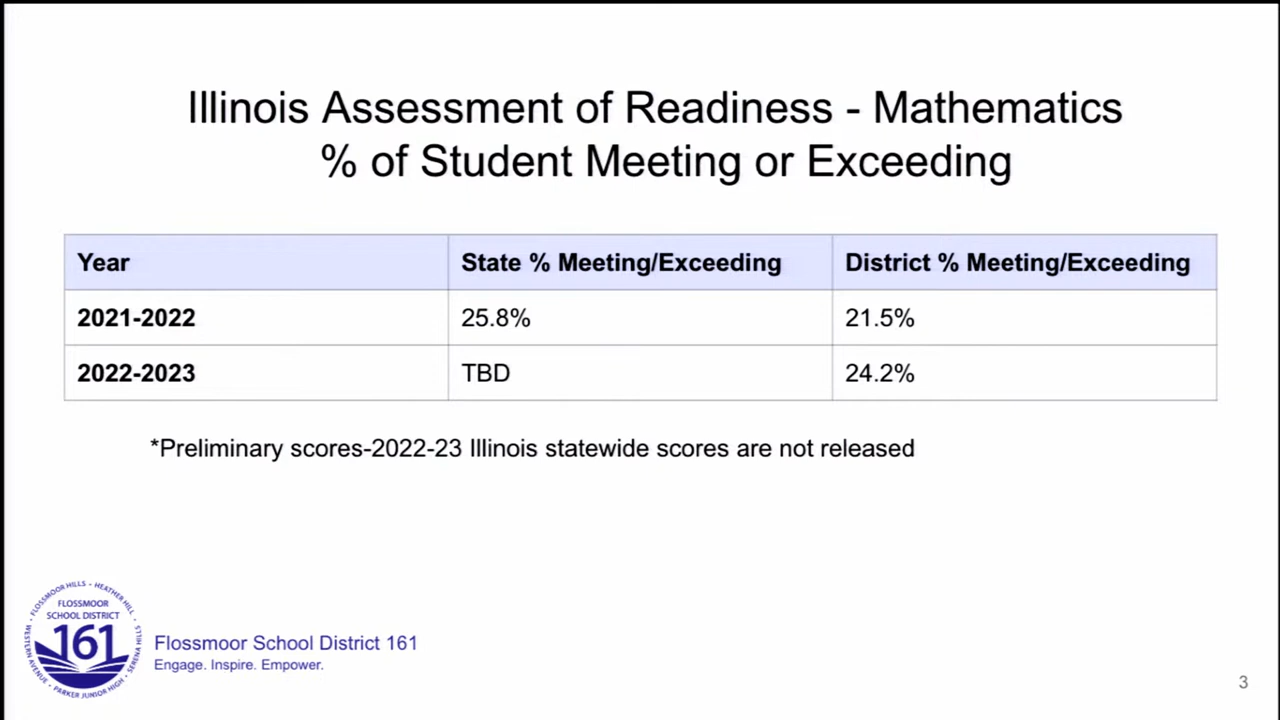 Illinois Assessment of Readiness - Mathematics
% of Student Meeting or Exceeding
Year State % Meeting/Exceeding District % Meeting/Exceeding
2021-2022 25.8% 21.5%
2022-2023 TBD 24.2%
*Preliminary scores-2022-23 Illinois statewide scores are not released
FLOSSMOOR HILLS • HEATHER HILL • SERENA HILLS • PARKER JUNIOR HIGH • WESTERN AVENUE •
FLOSSMOOR
SCHOOL DISTRICT
161
Flossmoor School District 161
Engage. Inspire. Empower.
3